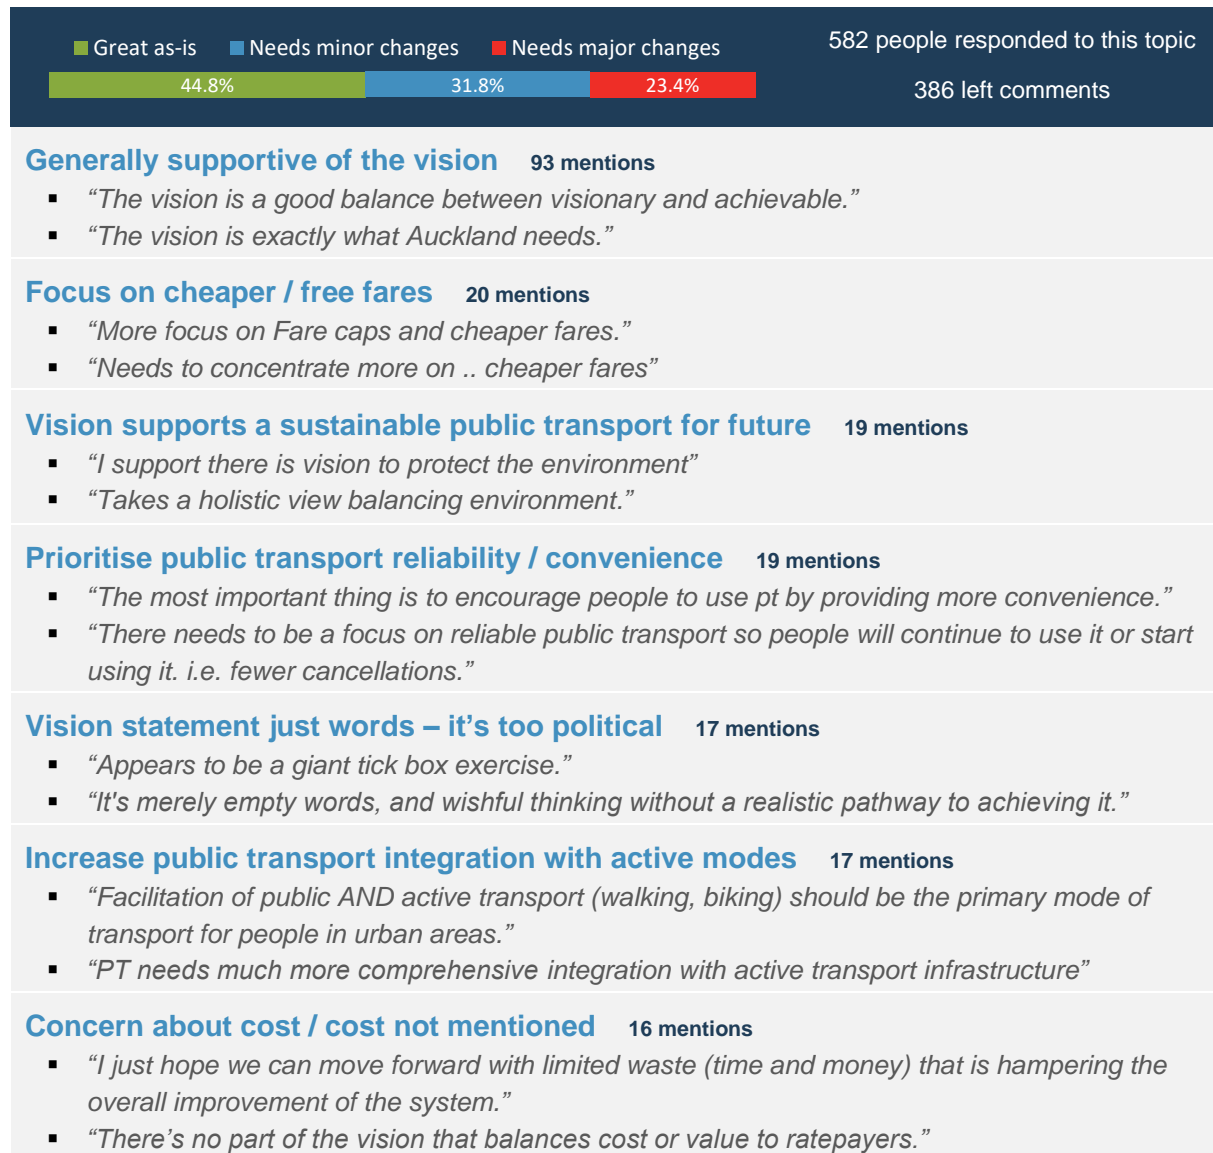 Great as-is Needs minor changes Needs major changes
44.8% 31.8% 23.4%
582 people responded to this topic
386 left comments
Generally supportive of the vision 93 mentions
▪ “The vision is a good balance between visionary and achievable.”
▪ “The vision is exactly what Auckland needs.”
Focus on cheaper / free fares 20 mentions
▪ “More focus on Fare caps and cheaper fares.”
▪ “Needs to concentrate more on .. cheaper fares”
Vision supports a sustainable public transport for future 19 mentions
▪ “I support there is vision to protect the environment”
▪ “Takes a holistic view balancing environment.”
Prioritise public transport reliability / convenience 19 mentions
▪ “The most important thing is to encourage people to use pt by providing more convenience.”
▪ “There needs to be a focus on reliable public transport so people will continue to use it or start
using it. i.e. fewer cancellations.”
Vision statement just words – it’s too political 17 mentions
▪ “Appears to be a giant tick box exercise.”
▪ “It's merely empty words, and wishful thinking without a realistic pathway to achieving it.”
Increase public transport integration with active modes 17 mentions
▪ “Facilitation of public AND active transport (walking, biking) should be the primary mode of
transport for people in urban areas.”
▪ “PT needs much more comprehensive integration with active transport infrastructure”
Concern about cost / cost not mentioned 16 mentions
▪ “I just hope we can move forward with limited waste (time and money) that is hampering the
overall improvement of the system.”
▪ “There’s no part of the vision that balances cost or value to ratepayers.”